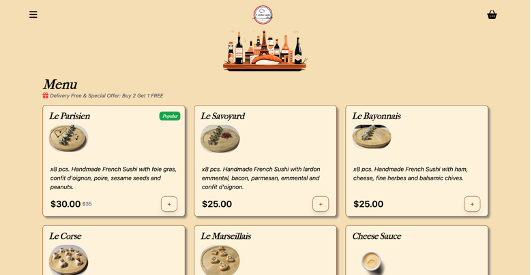 Menu
Delivery Free & Special Offer: Buy 2 Get 1 FREE
Le Parisien
Popular
x8 pcs. Handmade French Sushi with foie gras,
confit d'oignon, poire, sesame seeds and
peanuts.
$30.00 $35
+
Le Savoyard
x8 pcs. Handmade French Sushi with lardon
emmental, bacon, parmesan, emmental and
confit d'oignon.
$25.00
+
Le Bayonnais
x8 pcs. Handmade French Sushi with ham,
cheese, fine herbes and balsamic chives.
$25.00
+
Le Corse
Le Marseillais
Cheese Sauce